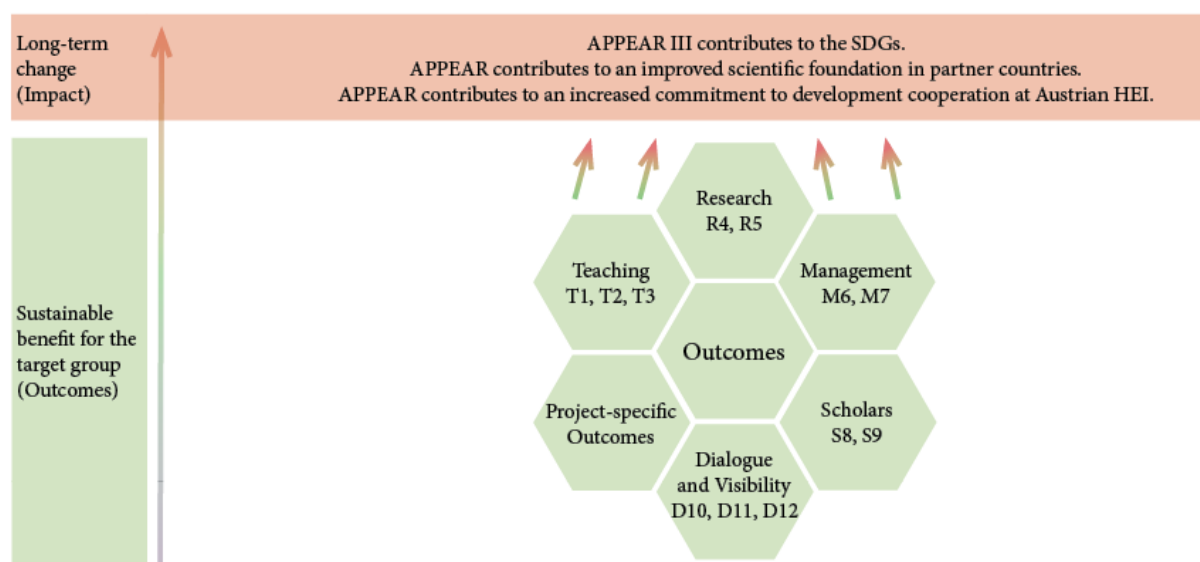 Long-term
change
(Impact)
APPEAR III contributes to the SDGs.
APPEAR contributes to an improved scientific foundation in partner countries.
APPEAR contributes to an increased commitment to development cooperation at Austrian HEI.
Sustainable
benefit for the
target group
(Outcomes)
Research
R4, R5
Teaching
T1, T2, T3
Management
M6, M7
Outcomes
Project-specific
Outcomes
Scholars
S8, S9
Dialogue
and Visibility
D10, D11, D12